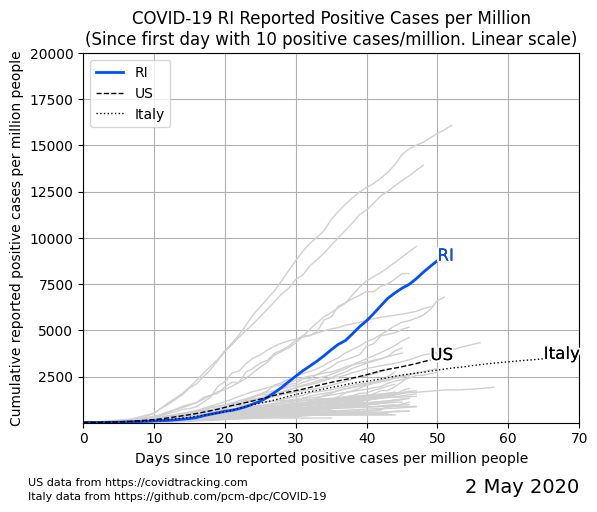 COVID-19 RI Reported Positive Cases per Million
(Since first day with 10 positive cases/million. Linear scale)
Cumulative reported positive cases per million people
20000
17500
15000
12500
10000
7500
5000
2500
RI
US
Italy
RI
US
Italy
0 10 20 30 40 50 60 70
Days since 10 reported positive cases per million people
US data from https://covidtracking.com
Italy data from https://github.com/pcm-dpc/COVID-19
2 May 2020